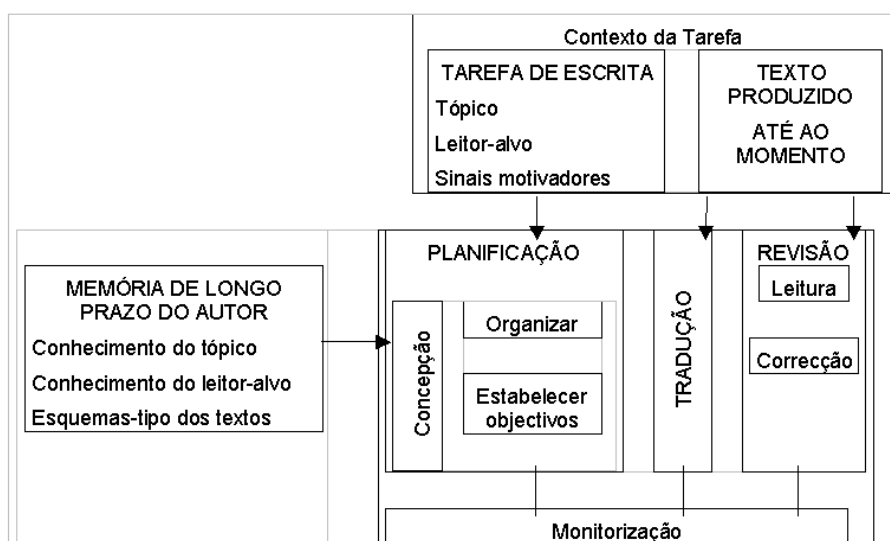 Contexto da Tarefa
TAREFA DE ESCRITA
Tópico
Leitor-alvo
Sinais motivadores
TEXTO
PRODUZIDO
ATÉ AO
MOMENTO
MEMÓRIA DE LONGO
PRAZO DO AUTOR
Conhecimento do tópico
Conhecimento do leitor-alvo
Esquemas-tipo dos textos
PLANIFICAÇÃO
Concepção
Organizar
Estabelecer
objectivos
TRADUÇÃO
REVISÃO
Leitura
Correcção
Monitorização